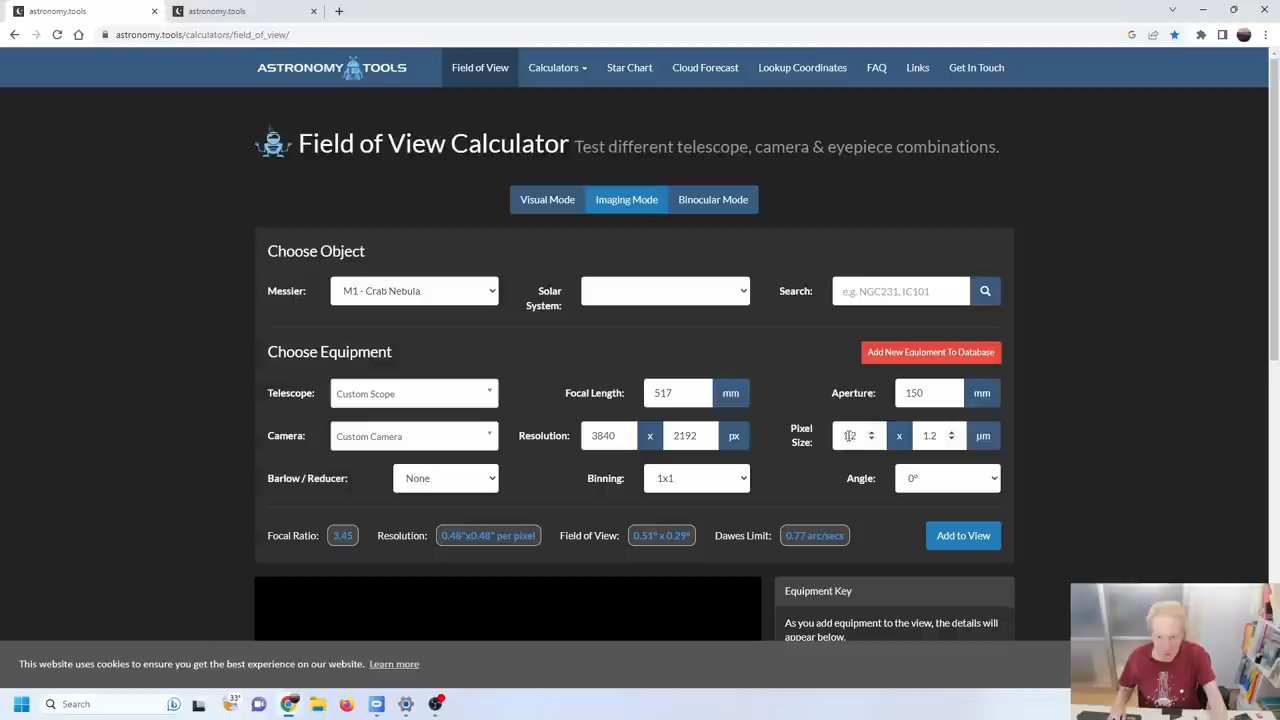 astronomy.tools
astronomy.tools
astronomy.tools/calculators/field_of_view/
ASTRONOMY TOOLS
Field of View
Calculators
Star Chart
Cloud Forecast
Lookup Coordinates
FAQ
Links
Get In Touch
Field of View Calculator Test different telescope, camera & eyepiece combinations.
Visual Mode
Imaging Mode
Binocular Mode
Choose Object
Messier:
M1 - Crab Nebula
Solar
System:
Search:
e.g. NGC231, IC101
Choose Equipment
Add New Equipment To Database
Telescope:
Custom Scope
Focal Length:
517
mm
Aperture:
150
mm
Camera:
Custom Camera
Resolution:
3840
x
2192
px
Pixel
Size:
1.2
x
1.2
µm
Barlow / Reducer:
None
Binning:
1x1
Angle:
0°
Focal Ratio:
3.45
Resolution:
0.48"x0.48" per pixel
Field of View:
0.51° x 0.29°
Dawes Limit:
0.77 arc/secs
Add to View
Equipment Key
As you add equipment to the view, the details will
appear below.
This website uses cookies to ensure you get the best experience on our website. Learn more
Search
33°